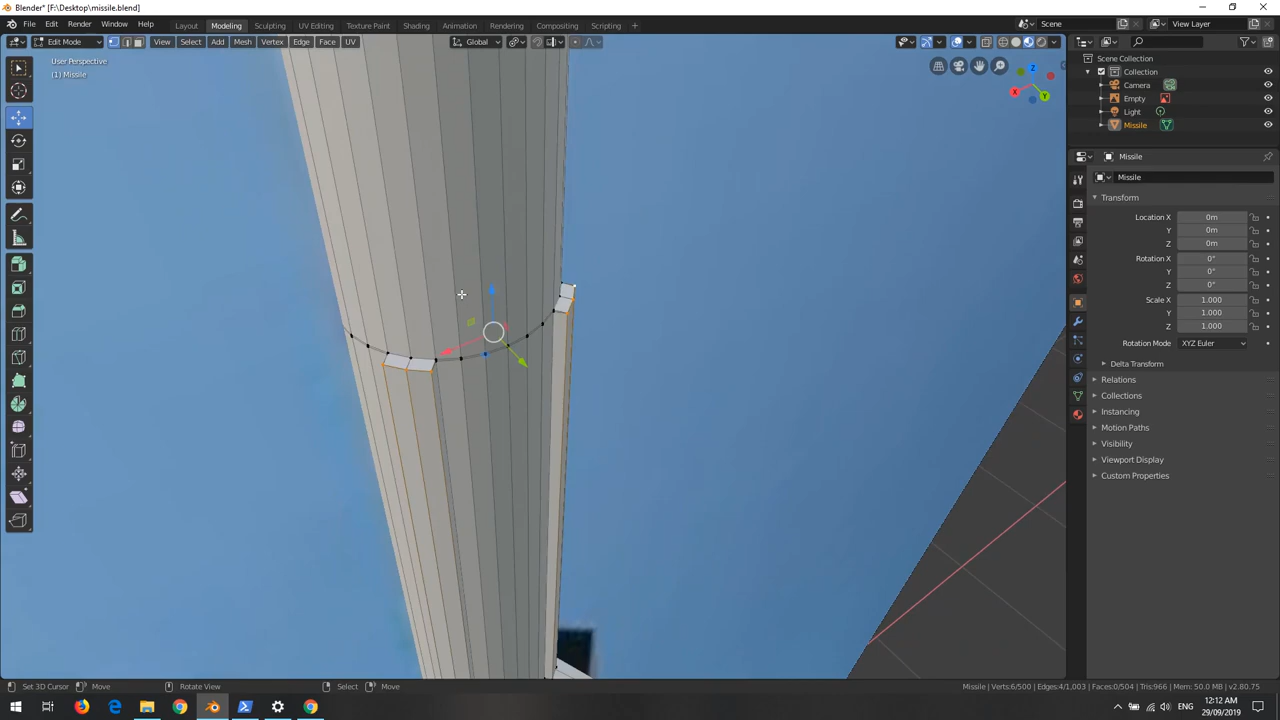 Blender* [F:\Desktop\missile.blend]
File Edit Render Window Help Layout Modeling Sculpting UV Editing Texture Paint Shading Animation Rendering Compositing Scripting Scene View Layer
Edit Mode View Select Add Mesh Vertex Edge Face UV Global
User Perspective
(1) Missile
Z
X
Y
Scene Collection
Collection
Camera
Empty
Light
Missile
Missile
Missile
Transform
Location X 0m
Y 0m
Z 0m
Rotation X 0°
Y 0°
Z 0°
Scale X 1.000
Y 1.000
Z 1.000
Rotation Mode XYZ Euler
Delta Transform
Relations
Collections
Instancing
Motion Paths
Visibility
Viewport Display
Custom Properties
Set 3D Cursor Move Rotate View Select Move Missile | Verts:6/500 | Edges:4/1,003 | Faces:0/504 | Tris:966 | Mem: 50.0 MB | v2.80.75
ENG 12:12 AM
29/09/2019